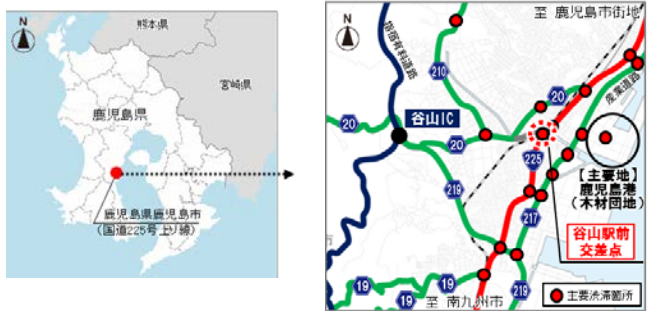 N
熊本県
宮崎県
鹿児島県
鹿児島県鹿児島市
(国道225号上り線)
N
至 鹿児島市街地
指宿有料道路
産業道路
210
20
20
谷山IC
20
20
225
219
217
【主要地】
鹿児島港
(木材団地)
谷山駅前
交差点
219
19
19
19
至 南九州市
主要渋滞箇所